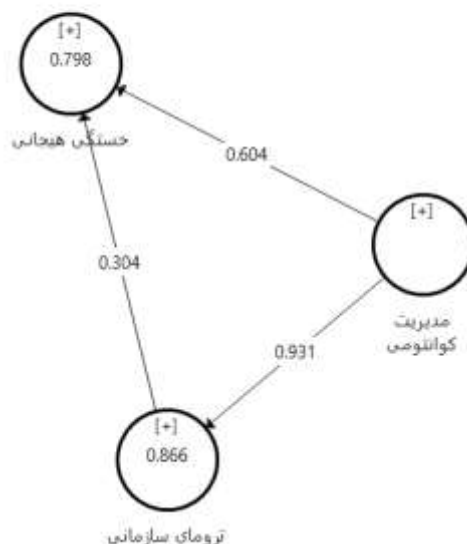 [+]
0.798
خستگی هیجانی
0.604
[+]
مدیریت
کوانتومی
0.304
0.931
[+]
0.866
ترومای سازمانی